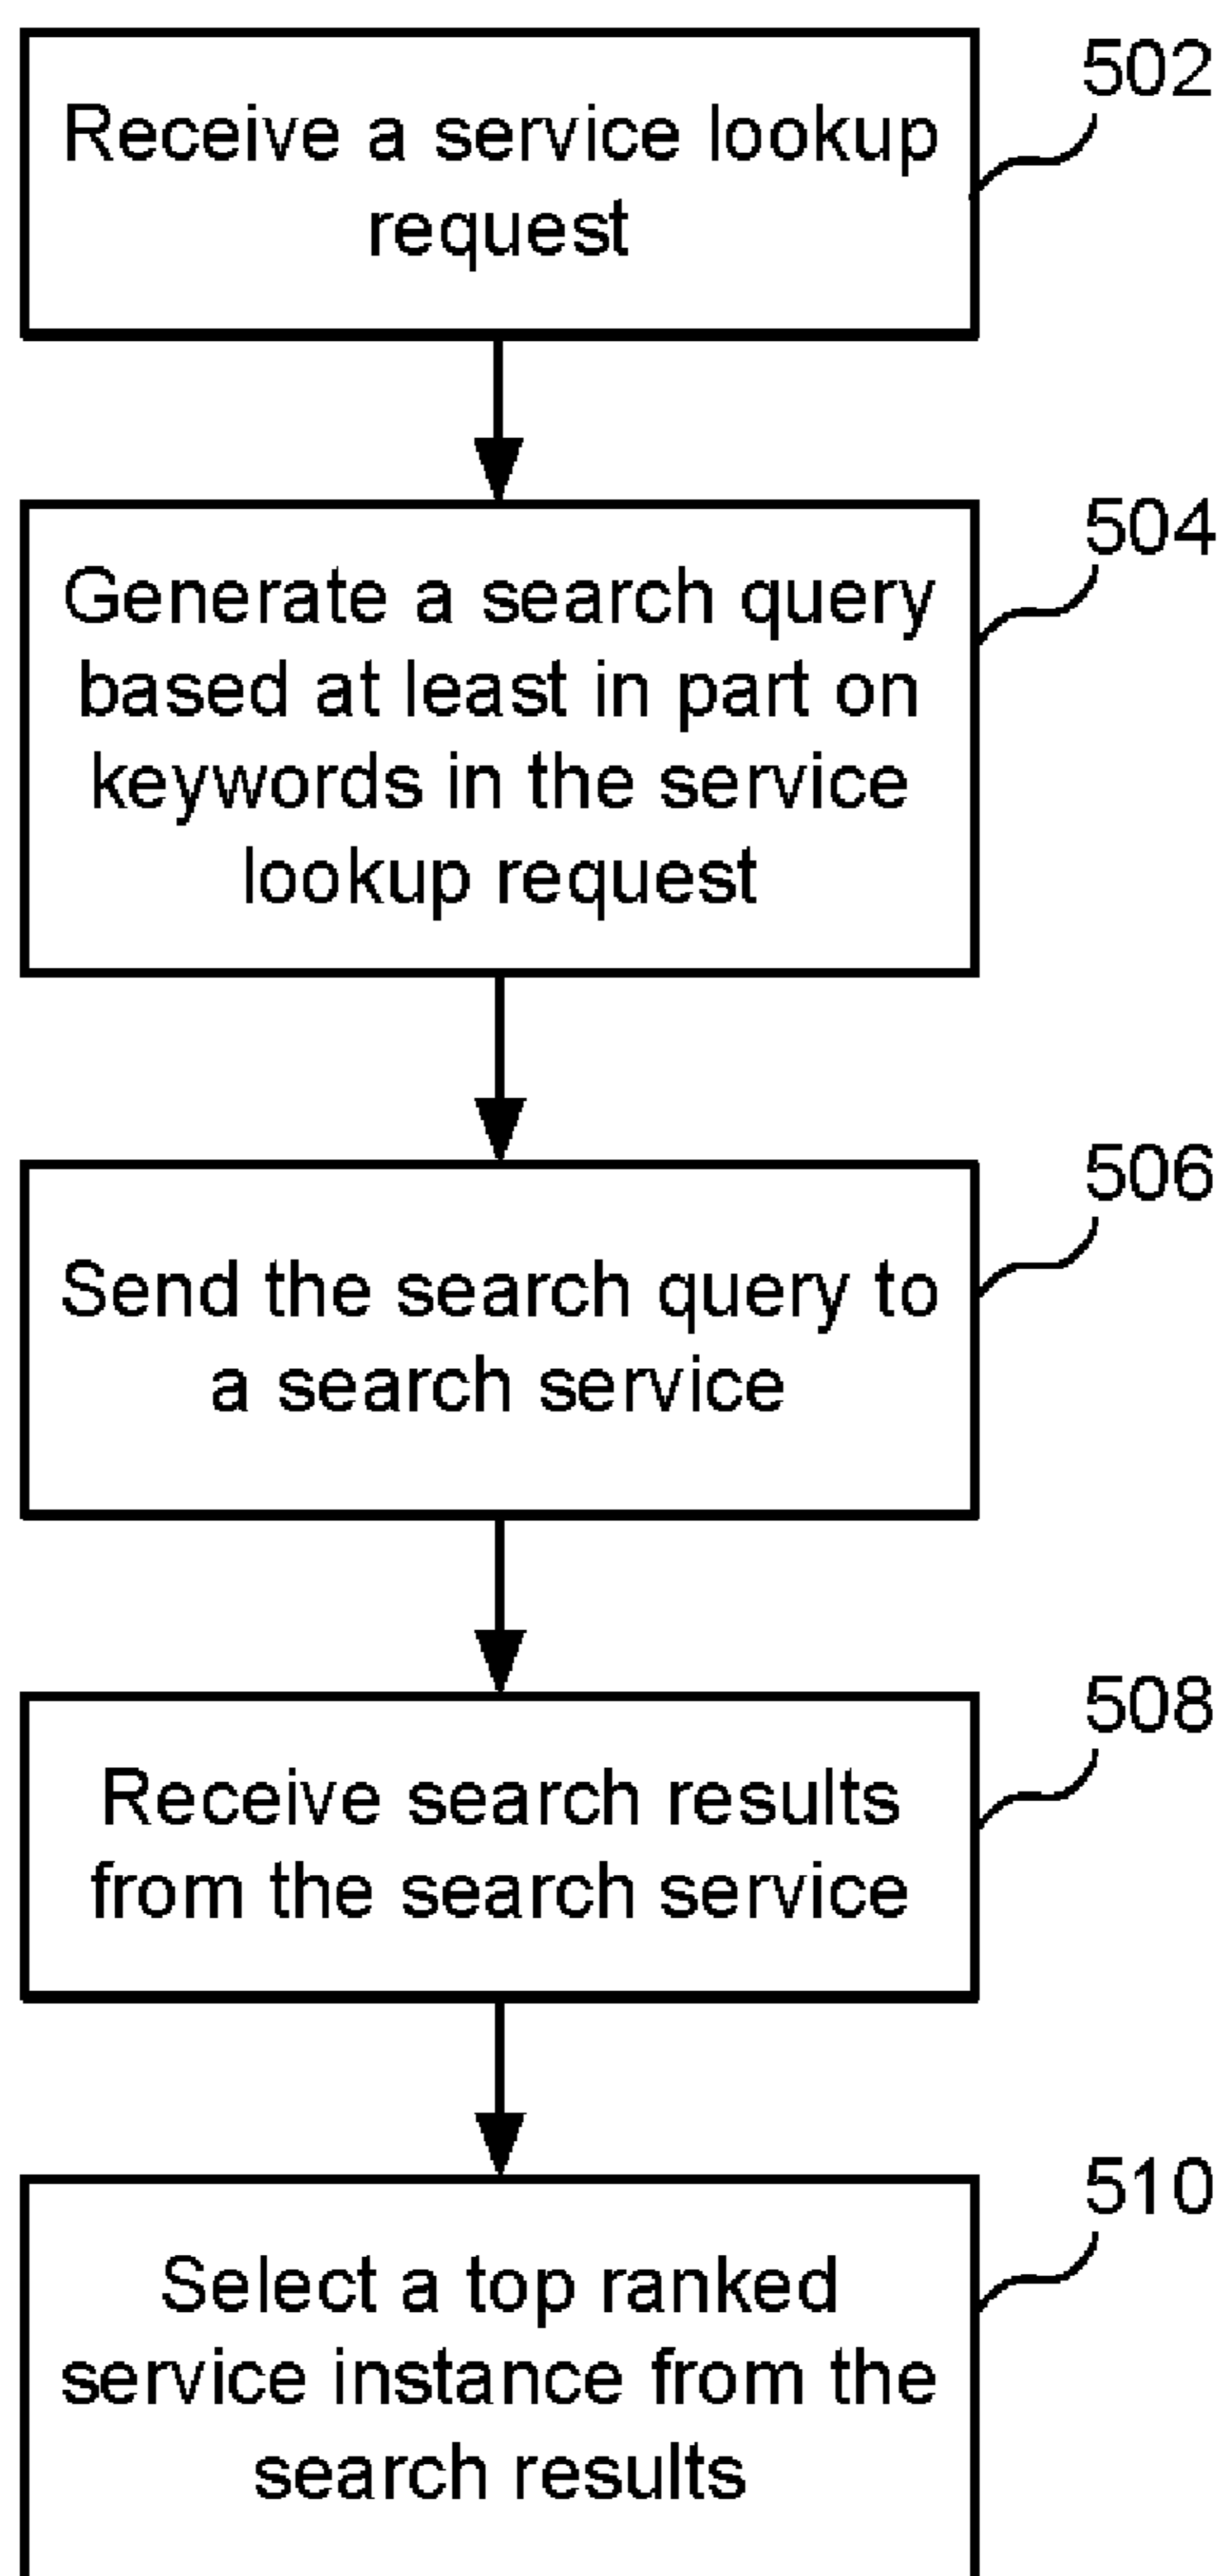 502
Receive a service lookup
request
504
Generate a search query
based at least in part on
keywords in the service
lookup request
506
Send the search query to
a search service
508
Receive search results
from the search service
510
Select a top ranked
service instance from the
search results